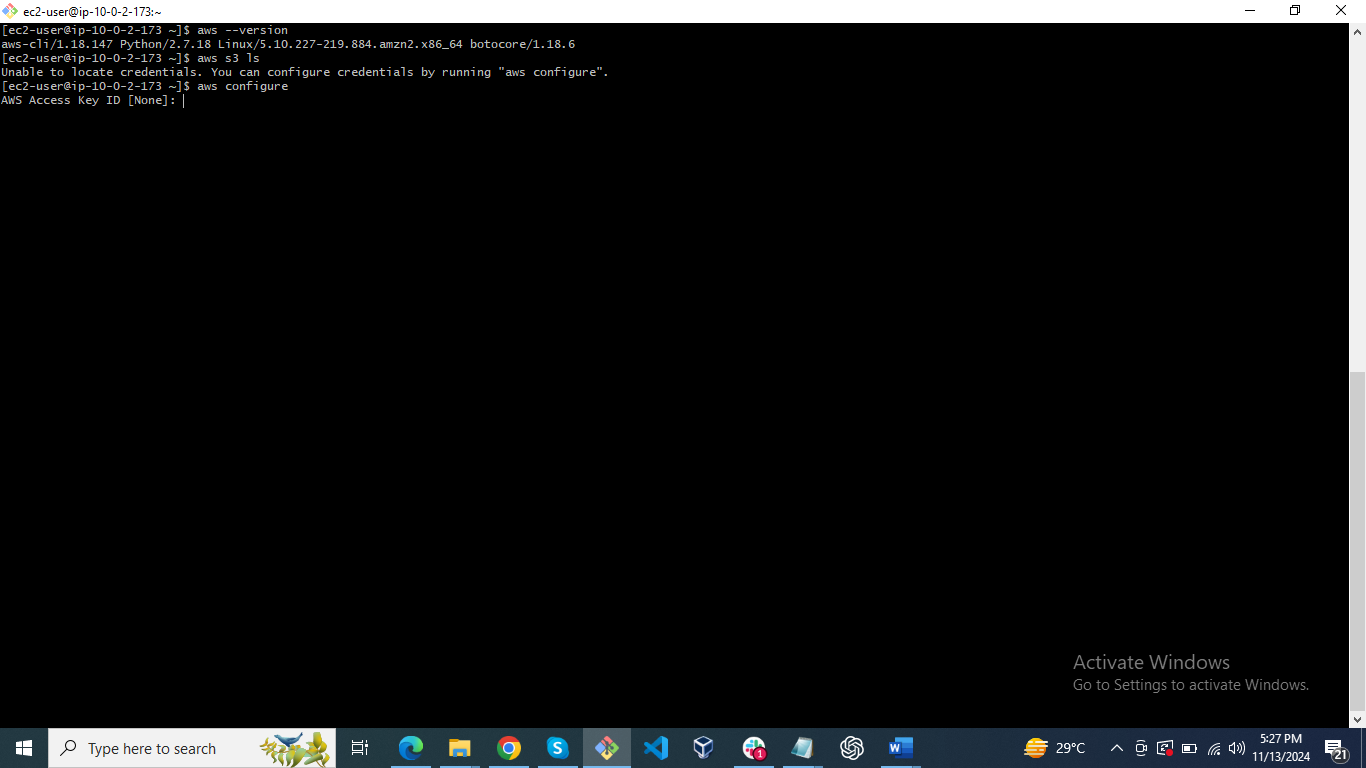 ec2-user@ip-10-0-2-173:~
[ec2-user@ip-10-0-2-173 ~]$ aws --version
aws-cli/1.18.147 Python/2.7.18 Linux/5.10.227-219.884.amzn2.x86_64 botocore/1.18.6
[ec2-user@ip-10-0-2-173 ~]$ aws s3 ls
Unable to locate credentials. You can configure credentials by running "aws configure".
[ec2-user@ip-10-0-2-173 ~]$ aws configure
AWS Access Key ID [None]:
Activate Windows
Go to Settings to activate Windows.
Type here to search
1
29°C
5:27 PM
11/13/2024
21